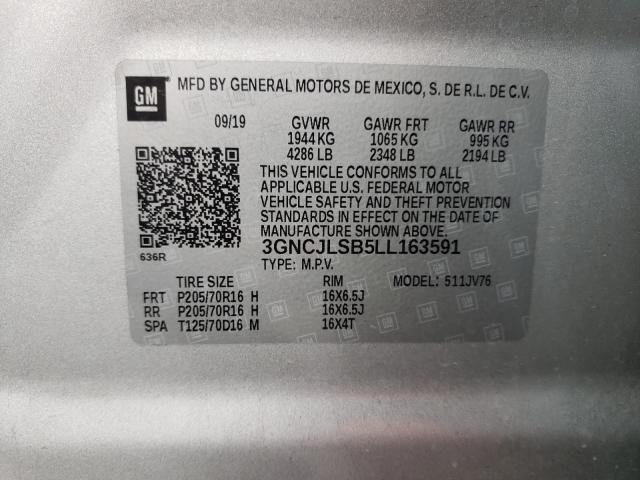 GM
MFD BY GENERAL MOTORS DE MEXICO, S. DE R.L. DE C.V.
09/19 GVWR GAWR FRT GAWR RR
1944 KG 1065 KG 995 KG
4286 LB 2348 LB 2194 LB
THIS VEHICLE CONFORMS TO ALL
APPLICABLE U.S. FEDERAL MOTOR
VEHICLE SAFETY AND THEFT PREVENTION
STANDARDS IN EFFECT ON THE DATE OF
MANUFACTURE SHOWN ABOVE.
3GNCJLSB5LL163591
636R
TYPE: M.P.V.
TIRE SIZE RIM MODEL: 511JV76
FRT P205/70R16 H 16X6.5J
RR P205/70R16 H 16X6.5J
SPA T125/70D16 M 16X4T